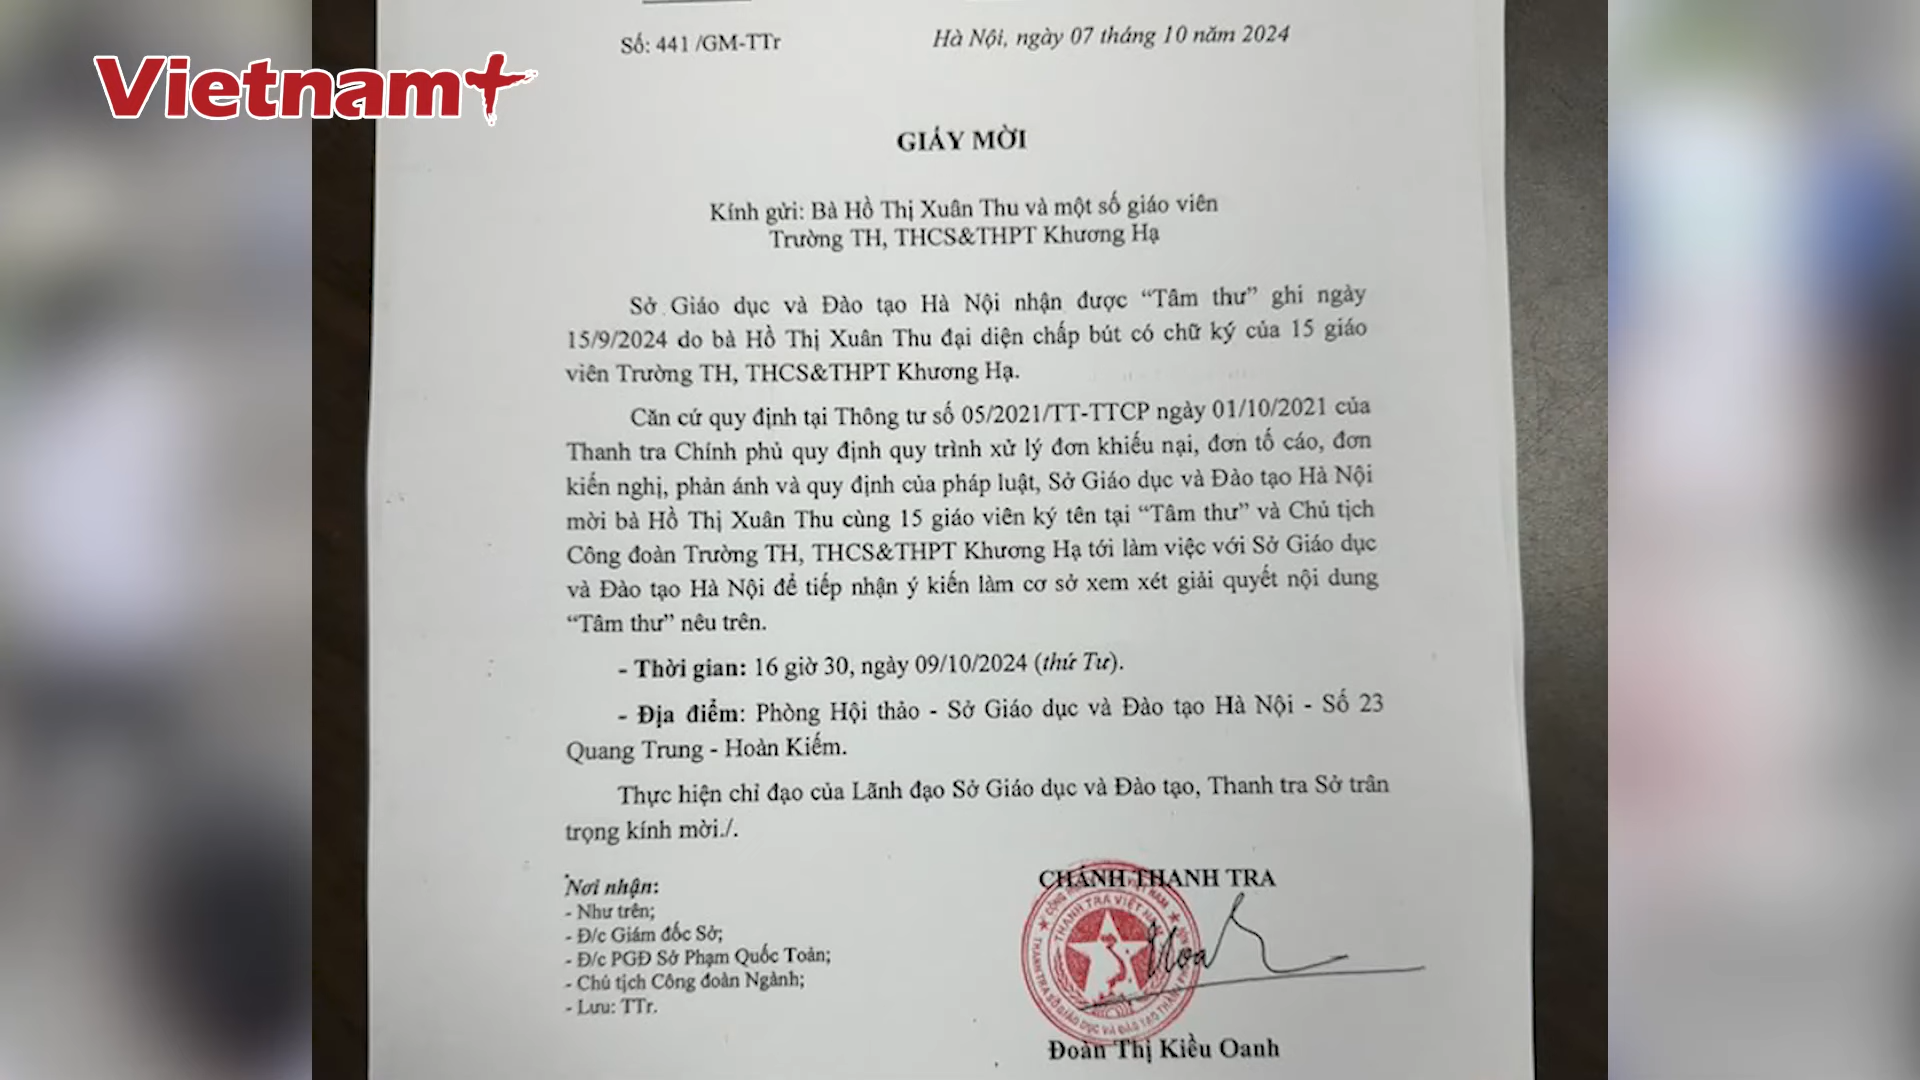 Vietnam+
Số: 441 /GM-TTr
Hà Nội, ngày 07 tháng 10 năm 2024
GIẤY MỜI
Kính gửi: Bà Hồ Thị Xuân Thu và một số giáo viên
Trường TH, THCS&THPT Khương Hạ
Sở Giáo dục và Đào tạo Hà Nội nhận được “Tâm thư” ghi ngày
15/9/2024 do bà Hồ Thị Xuân Thu đại diện chấp bút có chữ ký của 15 giáo
viên Trường TH, THCS&THPT Khương Hạ.
Căn cứ quy định tại Thông tư số 05/2021/TT-TTCP ngày 01/10/2021 của
Thanh tra Chính phủ quy định quy trình xử lý đơn khiếu nại, đơn tố cáo, đơn
kiến nghị, phản ánh và quy định của pháp luật, Sở Giáo dục và Đào tạo Hà Nội
mời bà Hồ Thị Xuân Thu cùng 15 giáo viên ký tên tại “Tâm thư” và Chủ tịch
Công đoàn Trường TH, THCS&THPT Khương Hạ tới làm việc với Sở Giáo dục
và Đào tạo Hà Nội để tiếp nhận ý kiến làm cơ sở xem xét giải quyết nội dung
“Tâm thư” nêu trên.
- Thời gian: 16 giờ 30, ngày 09/10/2024 (thứ Tư).
- Địa điểm: Phòng Hội thảo - Sở Giáo dục và Đào tạo Hà Nội - Số 23
Quang Trung - Hoàn Kiếm.
Thực hiện chỉ đạo của Lãnh đạo Sở Giáo dục và Đào tạo, Thanh tra Sở trân
trọng kính mời./.
Nơi nhận:
- Như trên;
- Đ/c Giám đốc Sở;
- Đ/c PGĐ Sở Phạm Quốc Toản;
- Chủ tịch Công đoàn Ngành;
- Lưu: TTr.
CHÁNH THANH TRA
THANH TRA VIỆT NAM
THANH TRA SỞ GIÁO DỤC VÀ ĐÀO TẠO THÀNH
Đoàn Thị Kiều Oanh